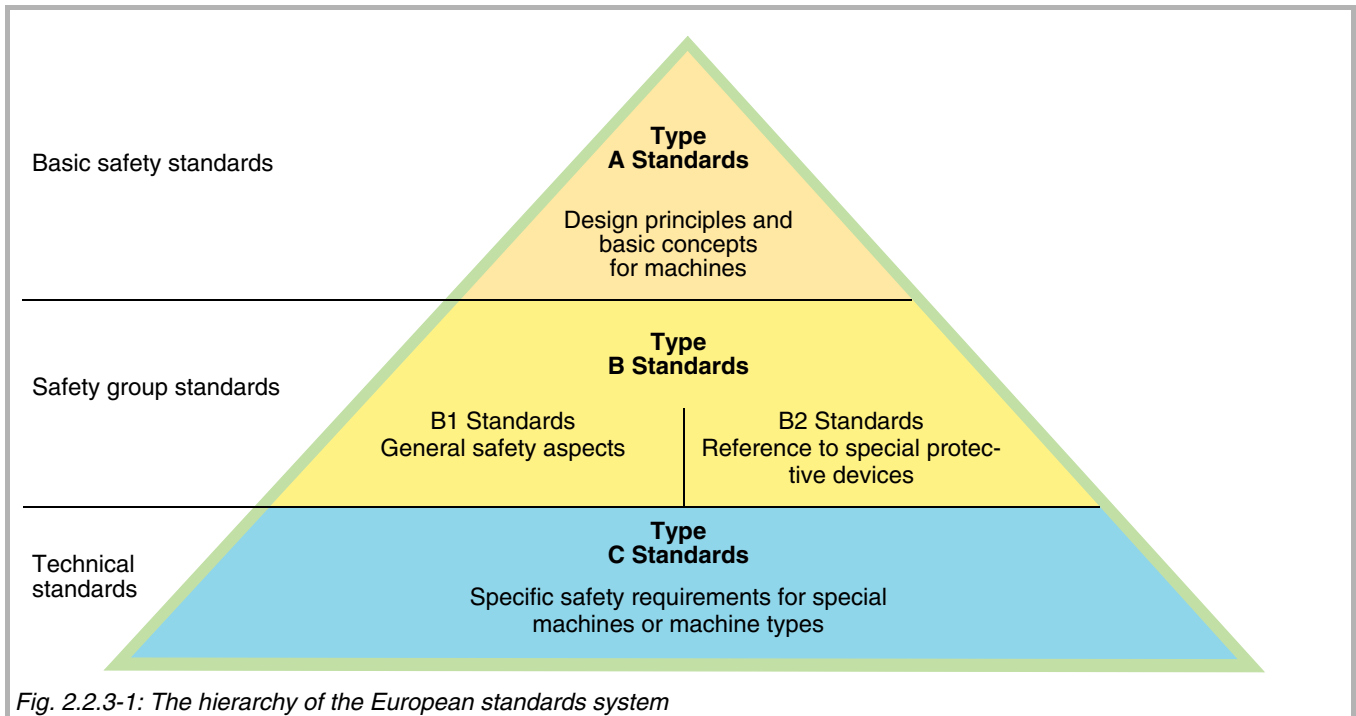 Basic safety standards
Type
A Standards
Design principles and
basic concepts
for machines
Safety group standards
Type
B Standards
B1 Standards
General safety aspects
B2 Standards
Reference to special protec-
tive devices
Technical
standards
Type
C Standards
Specific safety requirements for special
machines or machine types
Fig. 2.2.3-1: The hierarchy of the European standards system